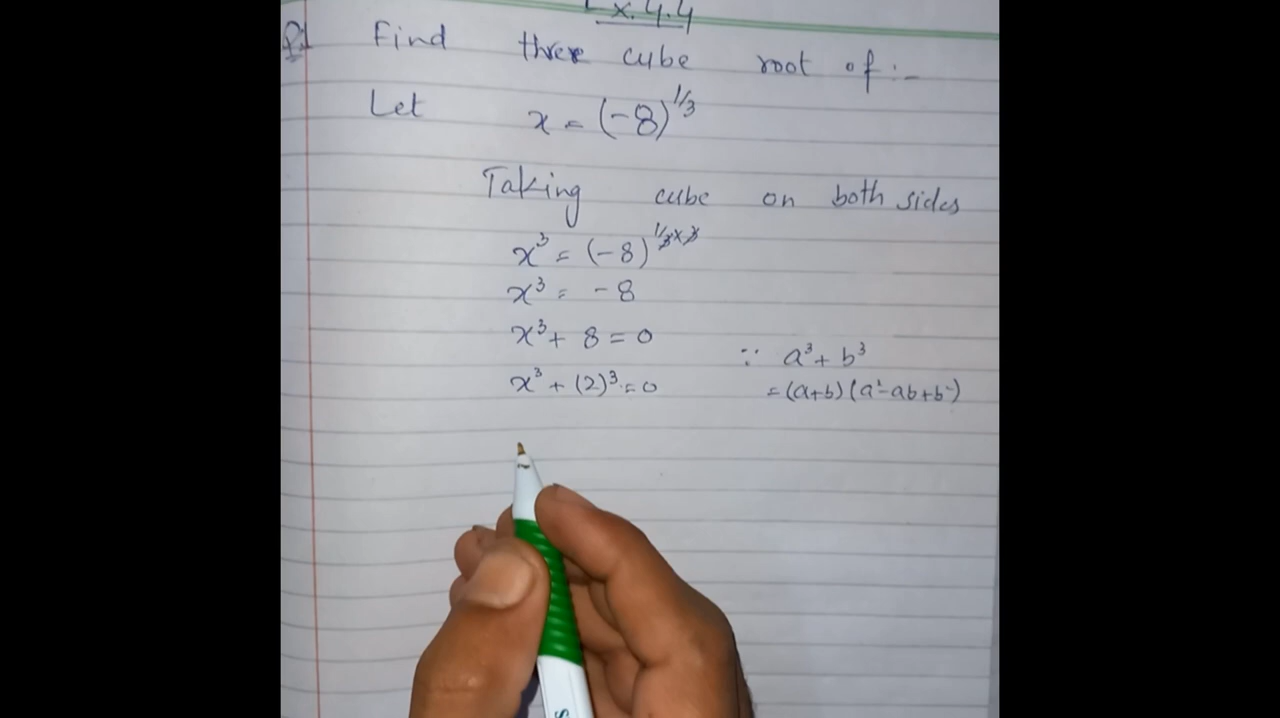 Ex. 4.4
Q1 Find three cube root of :-
Let x = (-8)^1/3
Taking cube on both sides
x³ = (-8)^1/3×3
x³ = -8
x³ + 8 = 0
x³ + (2)³ = 0
∵ a³ + b³
= (a+b) (a²-ab+b²)
S